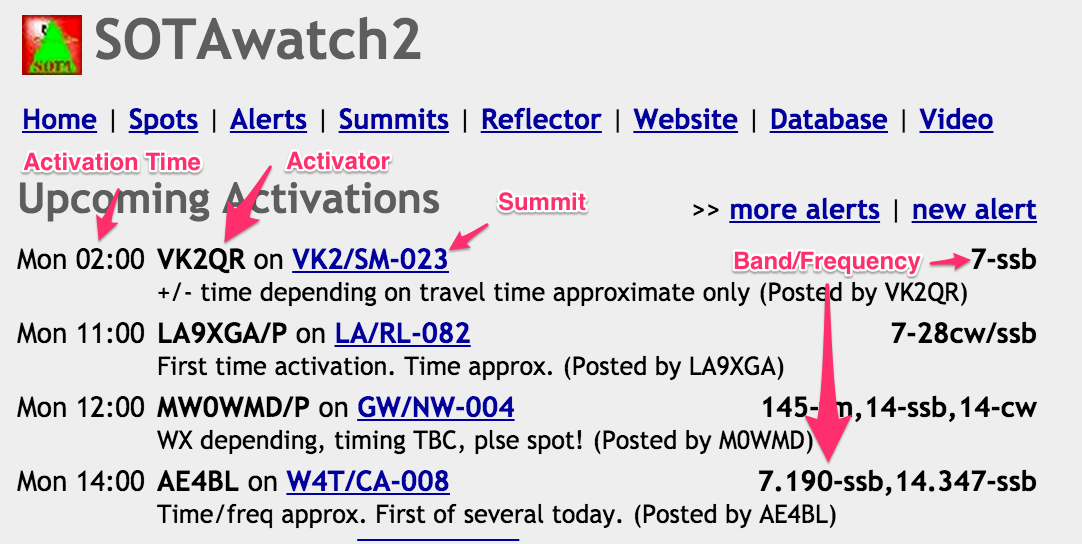 SOTA
SOTAwatch2
Home | Spots | Alerts | Summits | Reflector | Website | Database | Video
Activation Time
Activator
Upcoming Activations
Summit
>> more alerts | new alert
Mon 02:00 VK2QR on VK2/SM-023 Band/Frequency 7-ssb
+/- time depending on travel time approximate only (Posted by VK2QR)
Mon 11:00 LA9XGA/P on LA/RL-082 7-28cw/ssb
First time activation. Time approx. (Posted by LA9XGA)
Mon 12:00 MW0WMD/P on GW/NW-004 145- m,14-ssb,14-cw
WX depending, timing TBC, plse spot! (Posted by M0WMD)
Mon 14:00 AE4BL on W4T/CA-008 7.190-ssb,14.347-ssb
Time/freq approx. First of several today. (Posted by AE4BL)